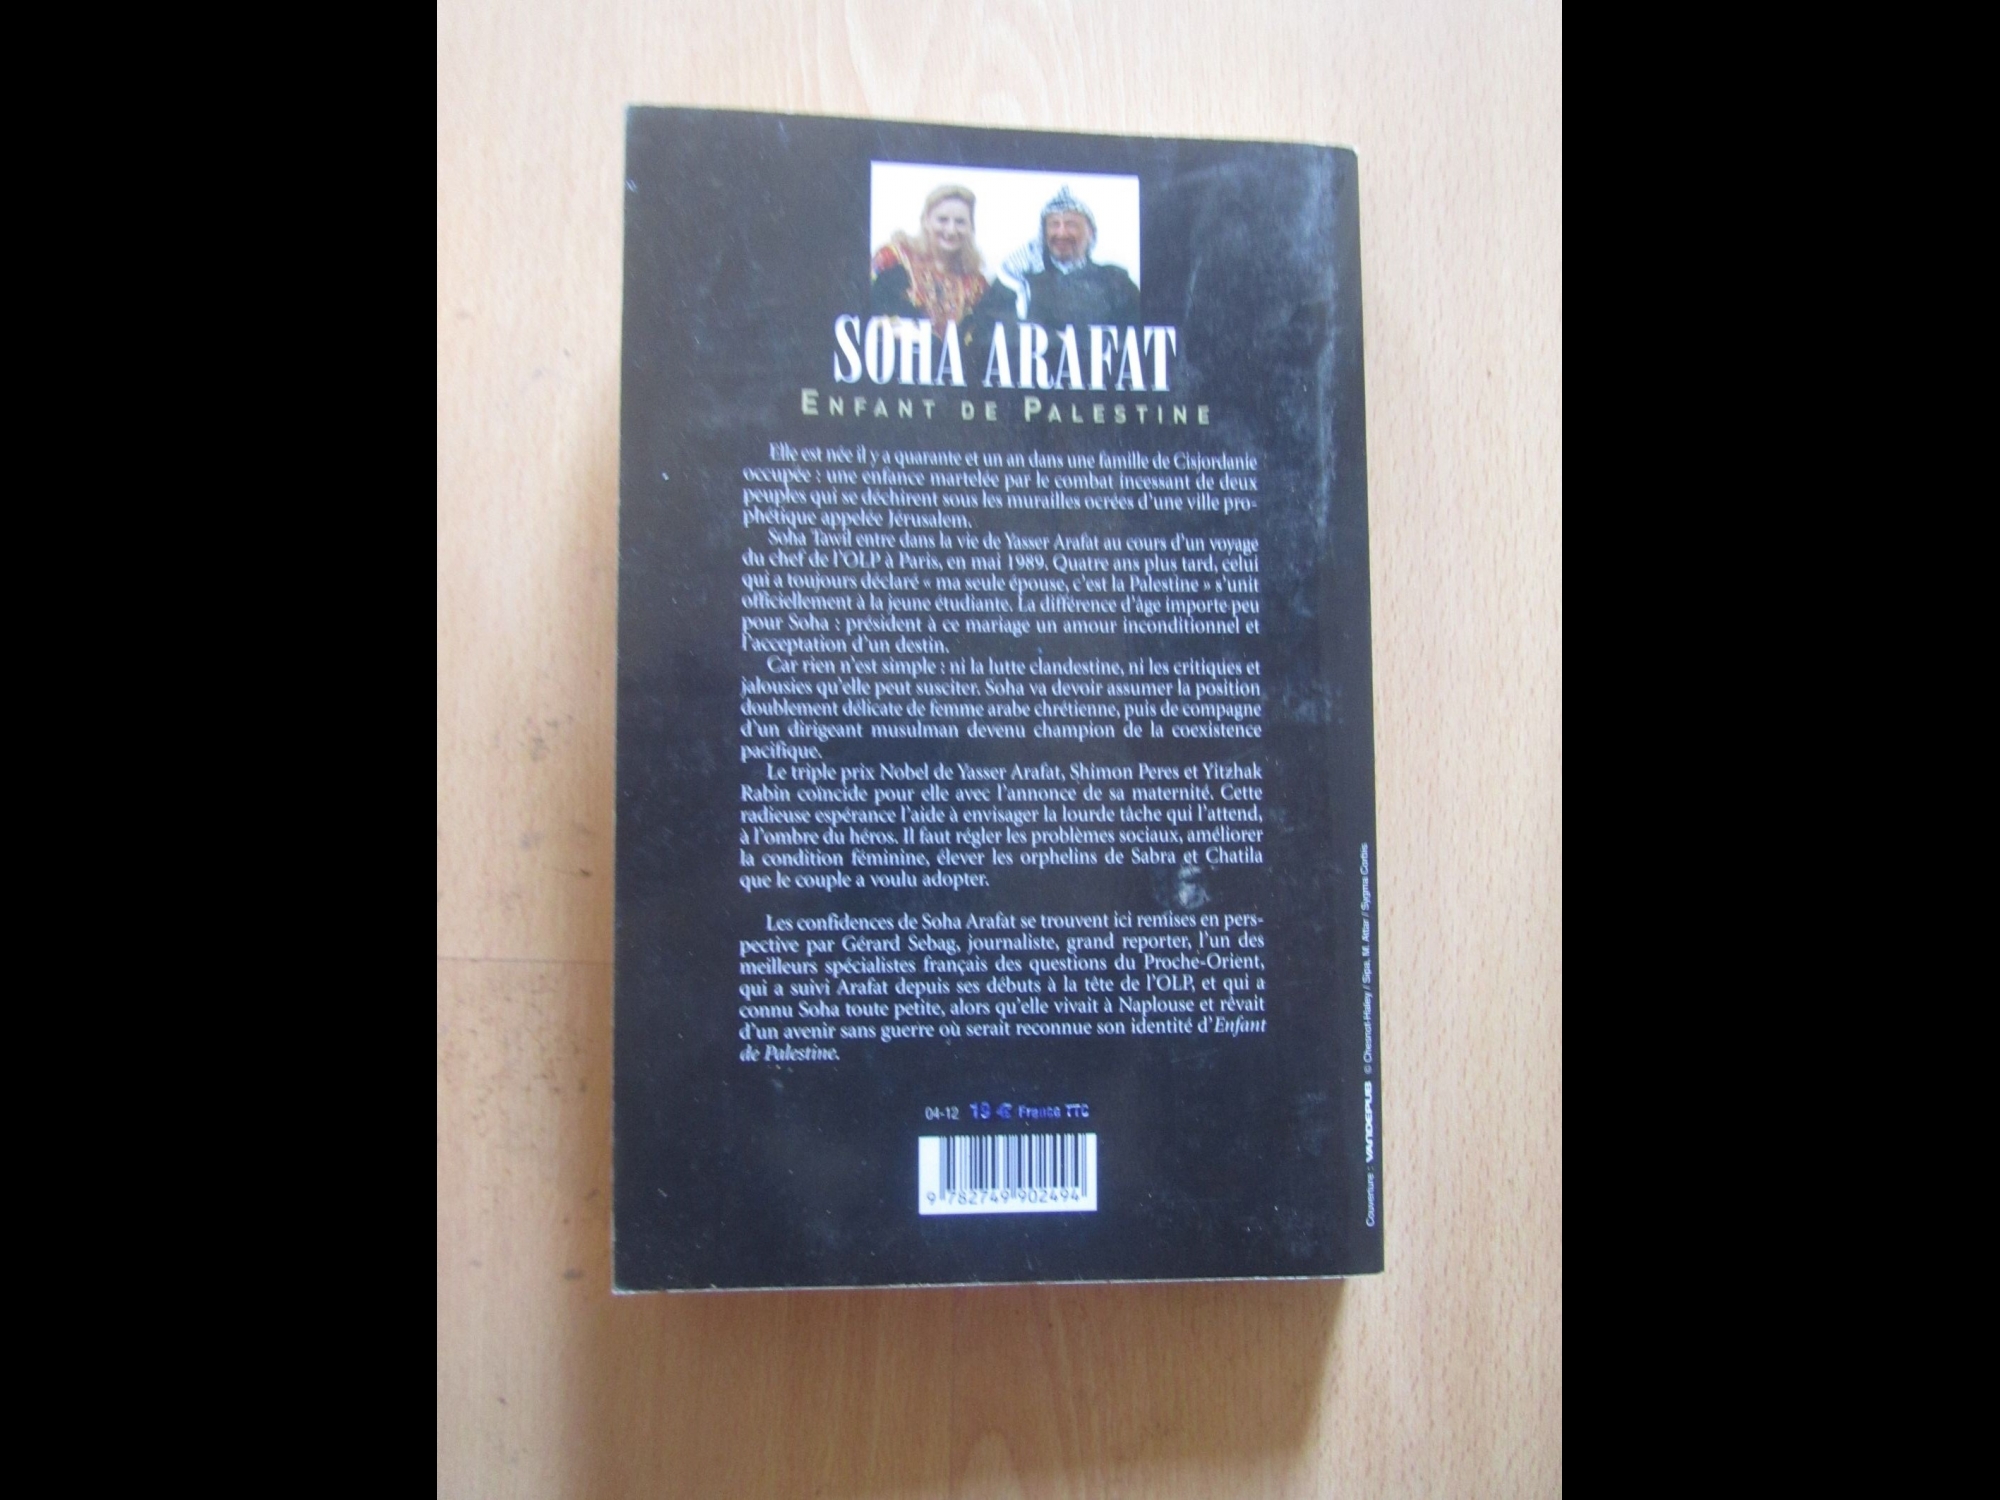 SOHA ARAFAT
ENFANT DE PALESTINE
Elle est née il y a quarante et un an dans une famille de Cisjordanie
occupée : une enfance martelée par le combat incessant de deux
peuples qui se déchirent sous les murailles ocrées d'une ville pro-
phétique appelée Jérusalem.
Soha Tawil entre dans la vie de Yasser Arafat au cours d'un voyage
du chef de l'OLP à Paris, en mai 1989. Quatre ans plus tard, celui
qui a toujours déclaré « ma seule épouse, c'est la Palestine » s'unit
officiellement à la jeune étudiante. La différence d'âge importe peu
pour Soha : président à ce mariage un amour inconditionnel et
l'acceptation d'un destin.
Car rien n'est simple : ni la lutte clandestine, ni les critiques et
jalousies qu'elle peut susciter. Soha va devoir assumer la position
doublement délicate de femme arabe chrétienne, puis de compagne
d'un dirigeant musulman devenu champion de la coexistence
pacifique.
Le triple prix Nobel de Yasser Arafat, Shimon Peres et Yitzhak
Rabin coïncide pour elle avec l'annonce de sa maternité. Cette
radieuse espérance l'aide à envisager la lourde tâche qui l'attend,
à l'ombre du héros. Il faut régler les problèmes sociaux, améliorer
la condition féminine, élever les orphelins de Sabra et Chatila
que le couple a voulu adopter.
Les confidences de Soha Arafat se trouvent ici remises en pers-
pective par Gérard Sebag, journaliste, grand reporter, l'un des
meilleurs spécialistes français des questions du Proche-Orient,
qui a suivi Arafat depuis ses débuts à la tête de l'OLP, et qui a
connu Soha toute petite, alors qu'elle vivait à Naplouse et rêvait
d'un avenir sans guerre où serait reconnue son identité d'Enfant
de Palestine.
04-12 19 € France TTC
9 782749 902494
Couverture : VANDEPUB © Chesnot-Haley / Sipa, M. Attar / Sygma Corbis